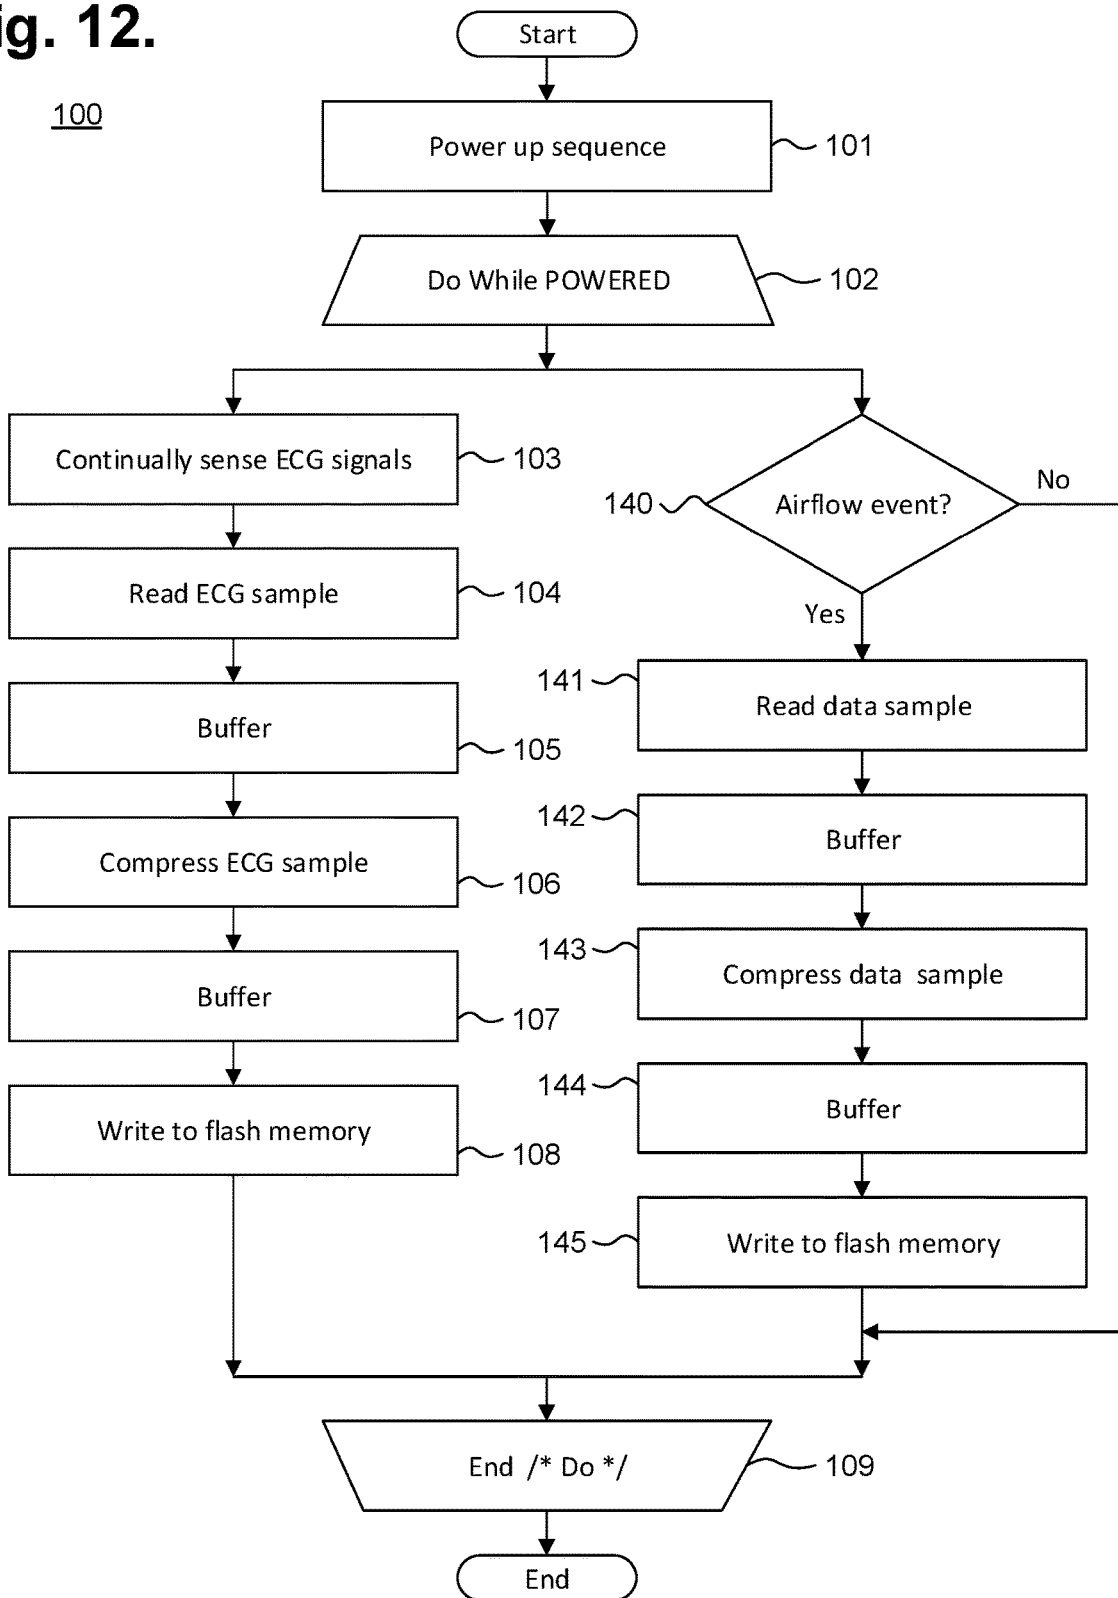 ig. 12.
Start
100
Power up sequence
101
Do While POWERED
102
Continually sense ECG signals
103
Read ECG sample
104
Buffer
105
Compress ECG sample
106
Buffer
107
Write to flash memory
108
140
Airflow event?
No
Yes
141
Read data sample
142
Buffer
143
Compress data sample
144
Buffer
145
Write to flash memory
End /* Do */
109
End